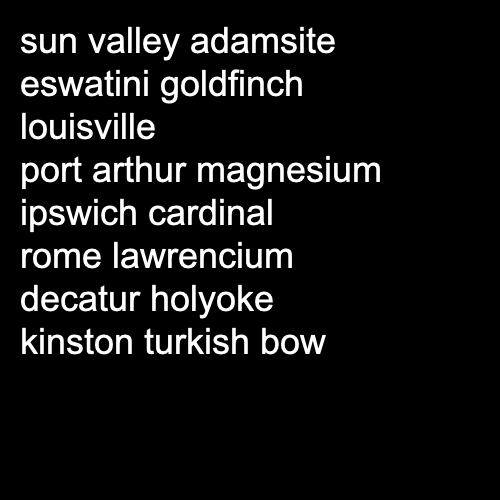 sun valley adamsite
eswatini goldfinch
louisville
port arthur magnesium
ipswich cardinal
rome lawrencium
decatur holyoke
kinston turkish bow